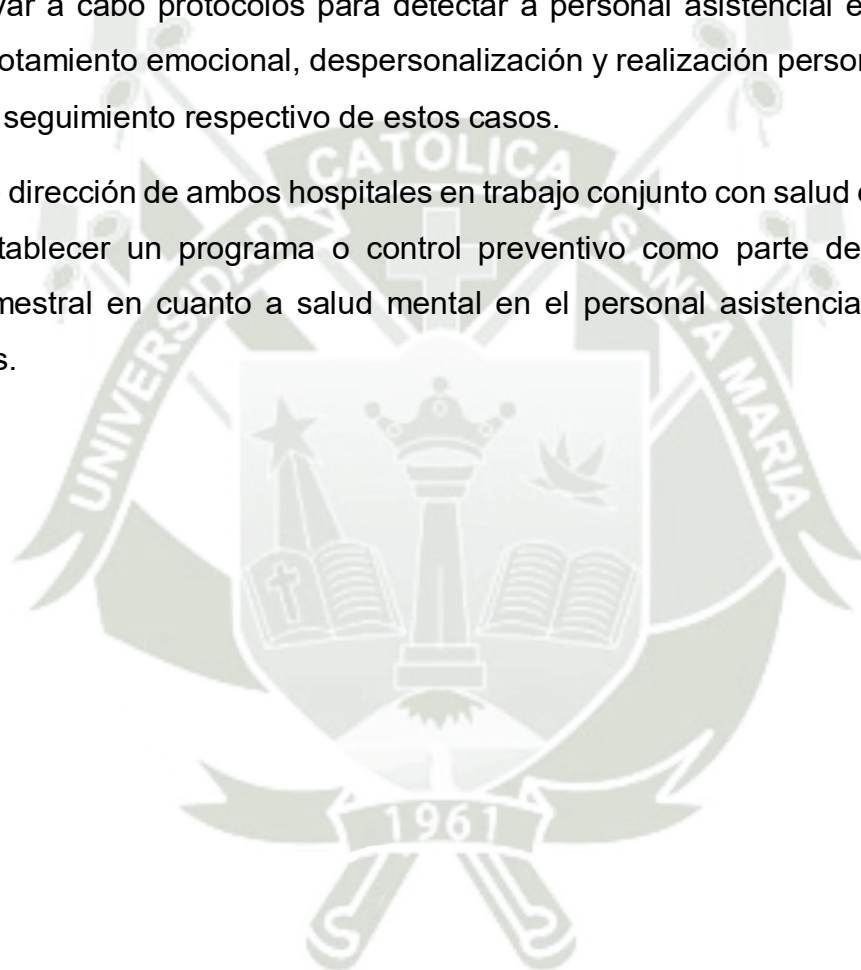 var a cabo protocolos para detectar a personal asistencial e
otamiento emocional, despersonalización y realización person
seguimiento respectivo de estos casos.
dirección de ambos hospitales en trabajo conjunto con salud
tablecer un programa o control preventivo como parte de
mestral en cuanto a salud mental en el personal asistencia
s.
UNIVERSIDAD CATOLICA SANTA MARIA
1961